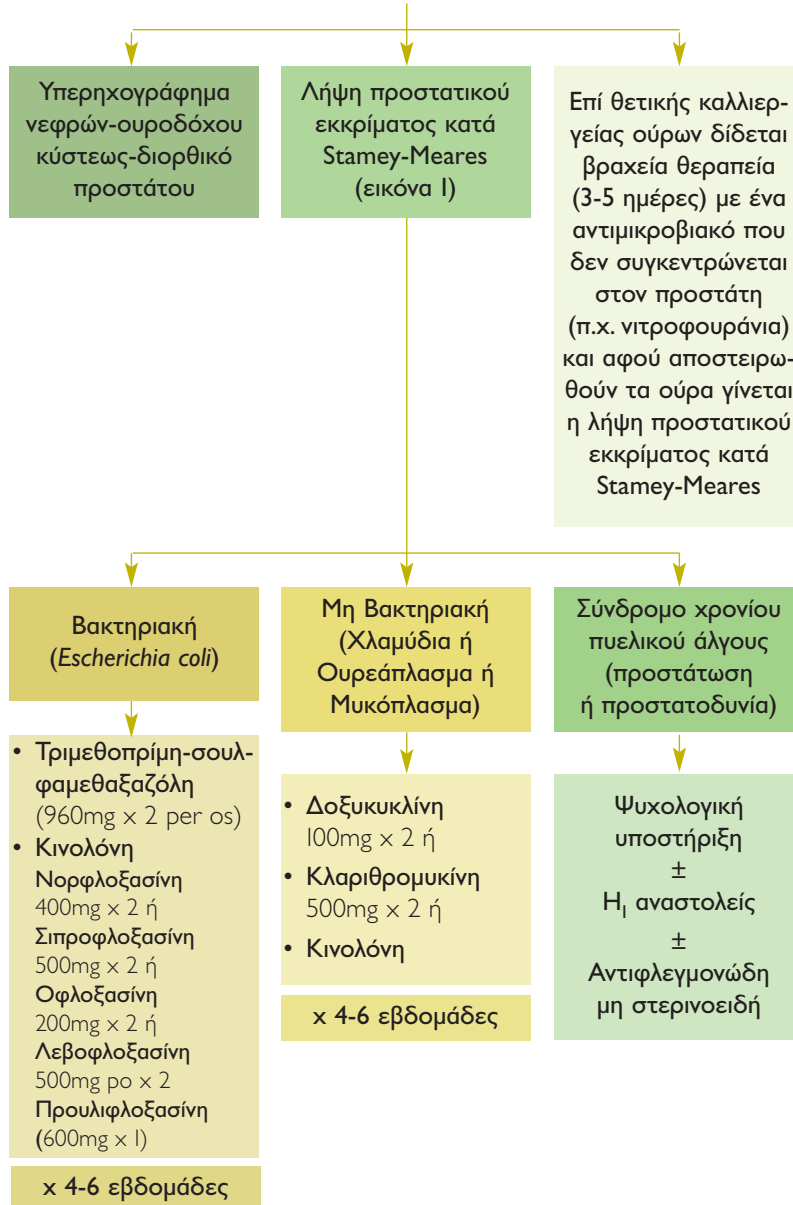 Υπερηχογράφημα
νεφρών-ουροδόχου
κύστεως-διορθικό
προστάτου
Λήψη προστατικού
εκκρίματος κατά
Stamey-Meares
(εικόνα 1)
Επί θετικής καλλιερ-
γείας ούρων δίδεται
βραχεία θεραπεία
(3-5 ημέρες) με ένα
αντιμικροβιακό που
δεν συγκεντρώνεται
στον προστάτη
(π.χ. νιτροφουράνια)
και αφού αποστειρω-
θούν τα ούρα γίνεται
η λήψη προστατικού
εκκρίματος κατά
Stamey-Meares
Βακτηριακή
(Escherichia coli)
• Τριμεθοπρίμη-σουλ-
φαμεθαξαζόλη
(960mg x 2 per os)
• Κινολόνη
Νορφλοξασίνη
400mg x 2 ή
Σιπροφλοξασίνη
500mg x 2 ή
Οφλοξασίνη
200mg x 2 ή
Λεβοφλοξασίνη
500mg po x 2
Προυλιφλοξασίνη
(600mg x 1)
x 4-6 εβδομάδες
Μη Βακτηριακή
(Χλαμύδια ή
Ουρεάπλασμα ή
Μυκόπλασμα)
• Δοξυκυκλίνη
100mg x 2 ή
• Κλαριθρομυκίνη
500mg x 2 ή
• Κινολόνη
x 4-6 εβδομάδες
Σύνδρομο χρονίου
πυελικού άλγους
(προστάτωση
ή προστατοδυνία)
Ψυχολογική
υποστήριξη
±
H1 αναστολείς
±
Αντιφλεγμονώδη
μη στερινοειδή